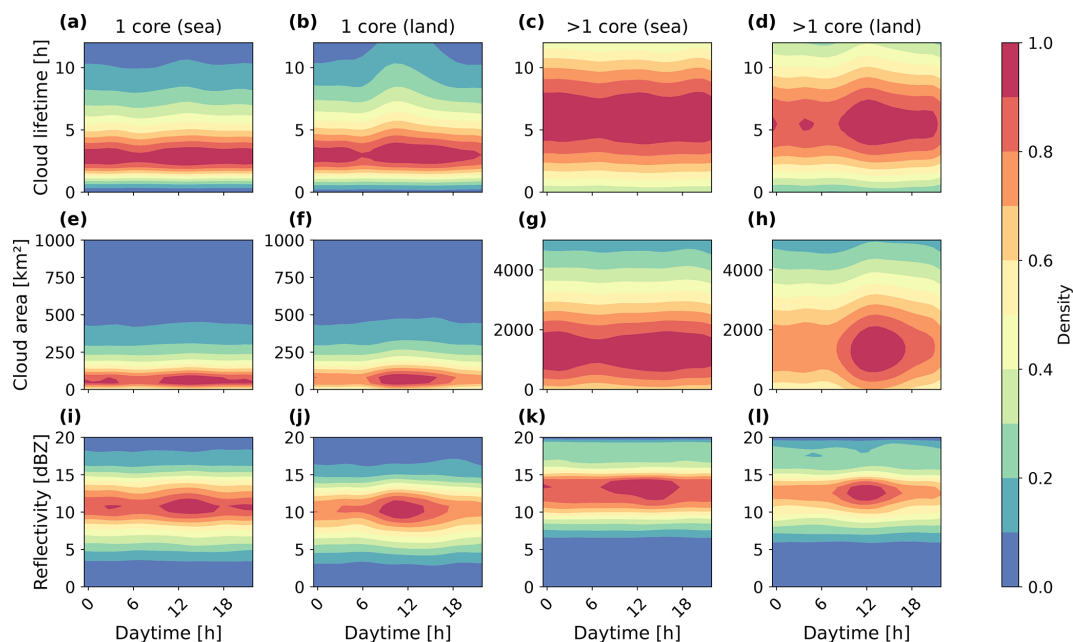 (a) 1 core (sea)
(b) 1 core (land)
(c) >1 core (sea)
(d) >1 core (land)
Cloud lifetime [h]
10
5
0
10
5
0
10
5
0
10
5
0
(e)
(f)
(g)
(h)
Cloud area [km²]
1000
750
500
250
0
1000
750
500
250
0
4000
2000
0
4000
2000
0
(i)
(j)
(k)
(l)
Reflectivity [dBZ]
20
15
10
5
0
20
15
10
5
0
20
15
10
5
0
20
15
10
5
0
0 6 12 18
0 6 12 18
0 6 12 18
0 6 12 18
Daytime [h]
Daytime [h]
Daytime [h]
Daytime [h]
1.0
0.8
0.6
0.4
0.2
0.0
Density